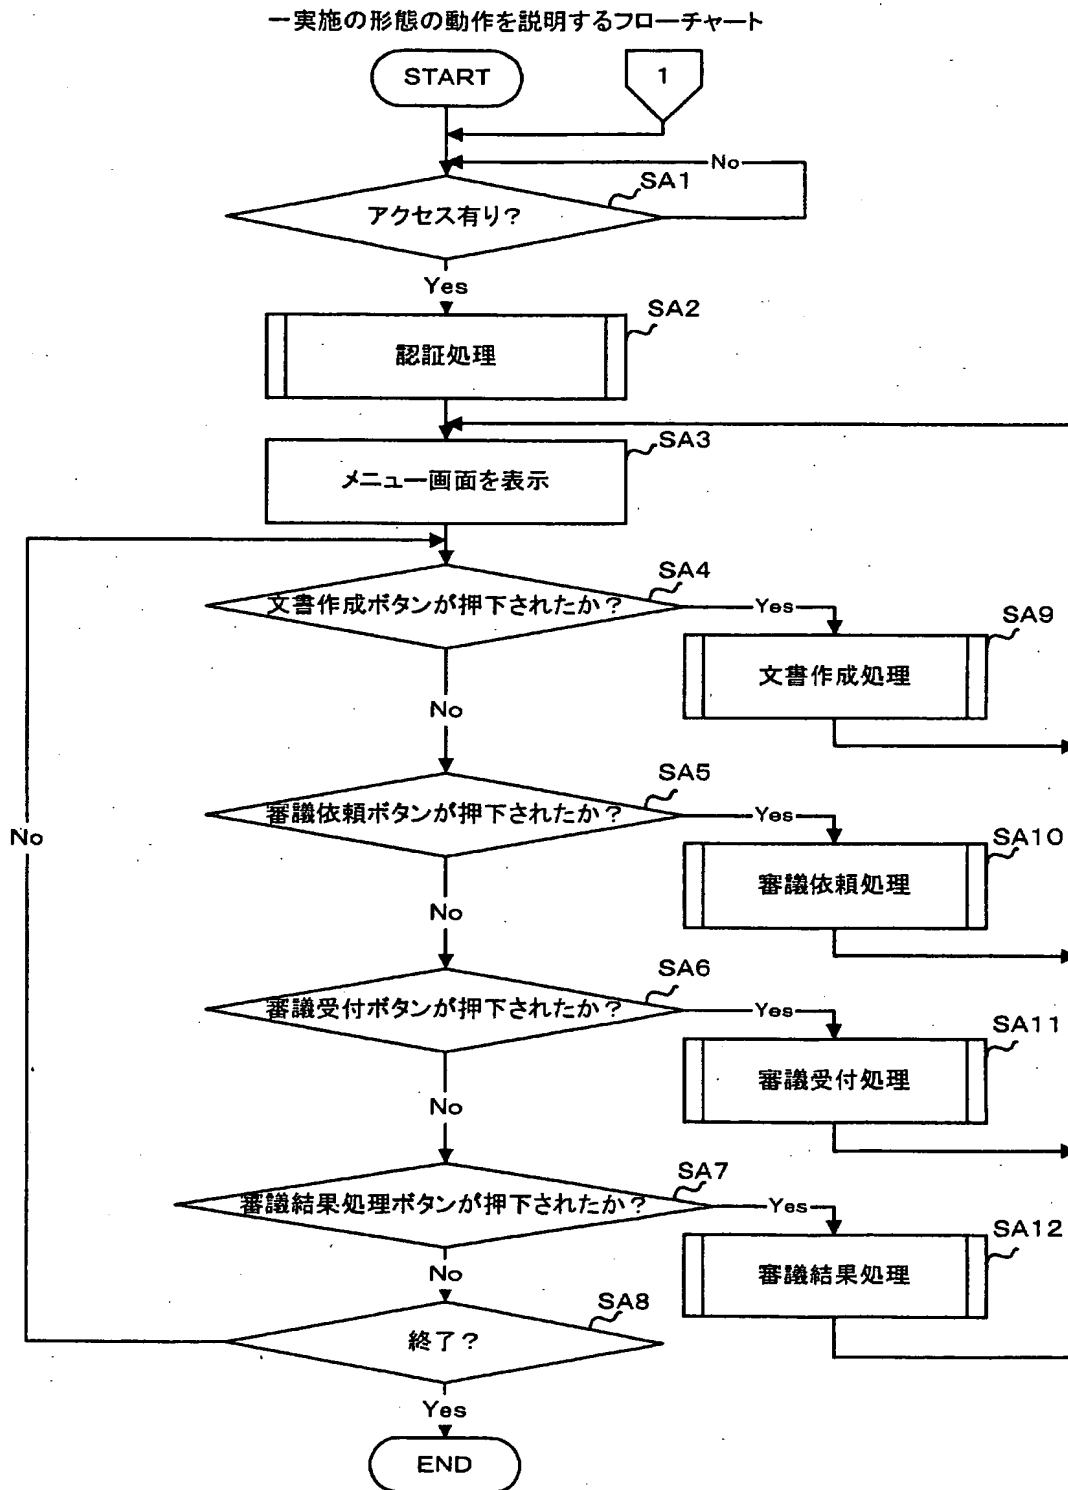 一実施の形態の動作を説明するフローチャート
START
1
No
SA1
アクセス有り？
Yes
SA2
認証処理
SA3
メニュー画面を表示
SA4
文書作成ボタンが押下されたか？
Yes
SA9
文書作成処理
No
SA5
審議依頼ボタンが押下されたか？
Yes
No
SA10
審議依頼処理
No
SA6
審議受付ボタンが押下されたか？
Yes
SA11
審議受付処理
No
SA7
審議結果処理ボタンが押下されたか？
Yes
SA12
審議結果処理
No
SA8
終了？
Yes
END